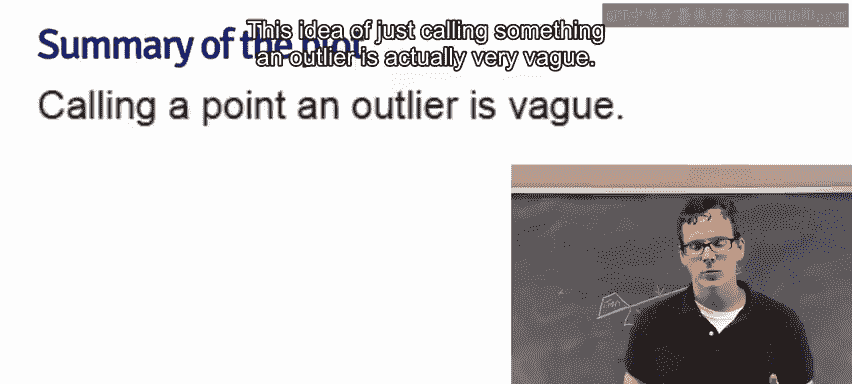 This idea of just calling something
an outlier is actually very vague.
Summary of the plot
Calling a point an outlier is vague.